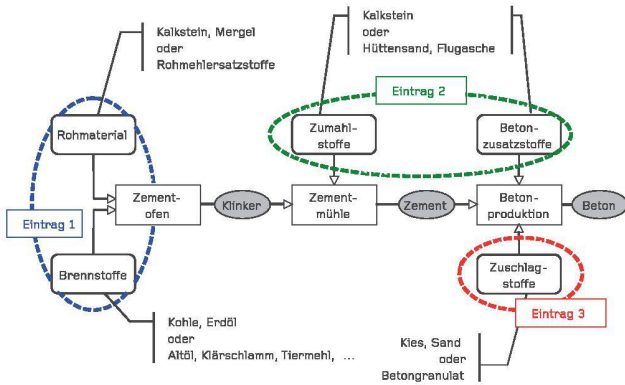 Kalkstein, Mergel
oder
Rohmehlersatzstoffe
Kalkstein
oder
Hüttensand, Flugasche
Eintrag 2
Rohmaterial
Zumahl-
stoffe
Beton-
zusatzstoffe
Eintrag 1
Zement-
ofen
Klinker
Zement-
mühle
Zement
Beton-
produktion
Beton
Brennstoffe
Zuschlag-
stoffe
Eintrag 3
Kohle, Erdöl
oder
Altöl, Klärschlamm, Tiermehl, ...
Kies, Sand
oder
Betongranulat